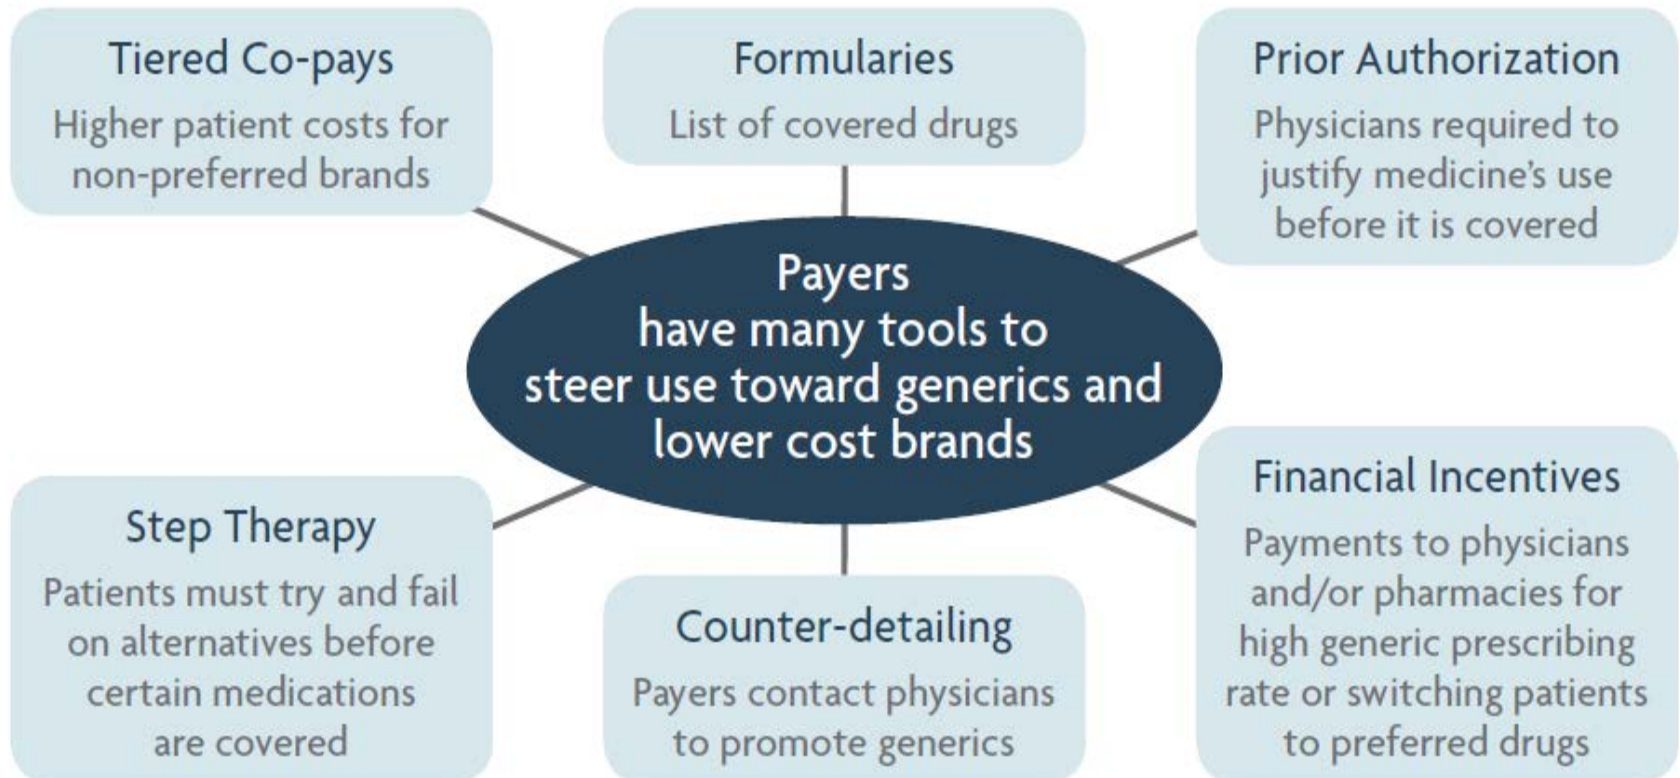 Tiered Co-pays
Higher patient costs for
non-preferred brands
Formularies
List of covered drugs
Prior Authorization
Physicians required to
justify medicine’s use
before it is covered
Payers
have many tools to
steer use toward generics and
lower cost brands
Step Therapy
Patients must try and fail
on alternatives before
certain medications
are covered
Counter-detailing
Payers contact physicians
to promote generics
Financial Incentives
Payments to physicians
and/or pharmacies for
high generic prescribing
rate or switching patients
to preferred drugs